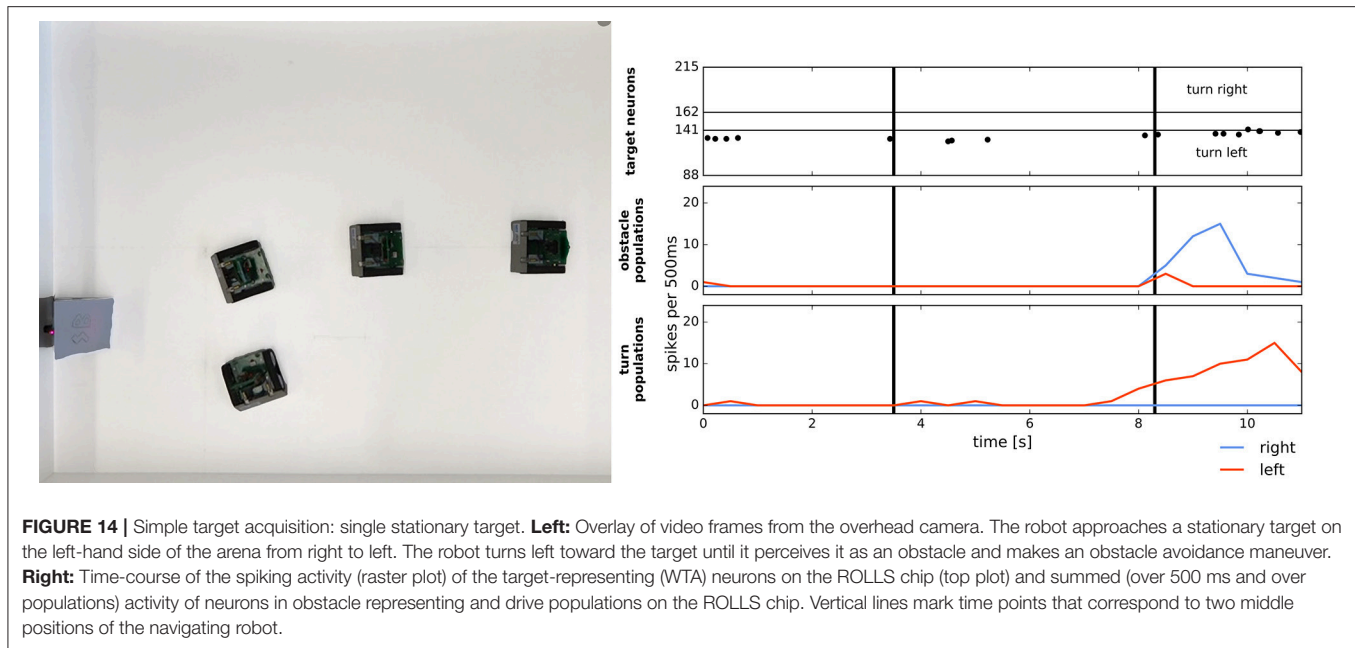 target neurons
215
162
141
88
turn right
turn left
obstacle
populations
20
10
0
spikes per 500ms
turn
populations
20
10
0
0
2
4
6
8
10
time [s]
right
left
FIGURE 14 | Simple target acquisition: single stationary target. Left: Overlay of video frames from the overhead camera. The robot approaches a stationary target on
the left-hand side of the arena from right to left. The robot turns left toward the target until it perceives it as an obstacle and makes an obstacle avoidance maneuver.
Right: Time-course of the spiking activity (raster plot) of the target-representing (WTA) neurons on the ROLLS chip (top plot) and summed (over 500 ms and over
populations) activity of neurons in obstacle representing and drive populations on the ROLLS chip. Vertical lines mark time points that correspond to two middle
positions of the navigating robot.